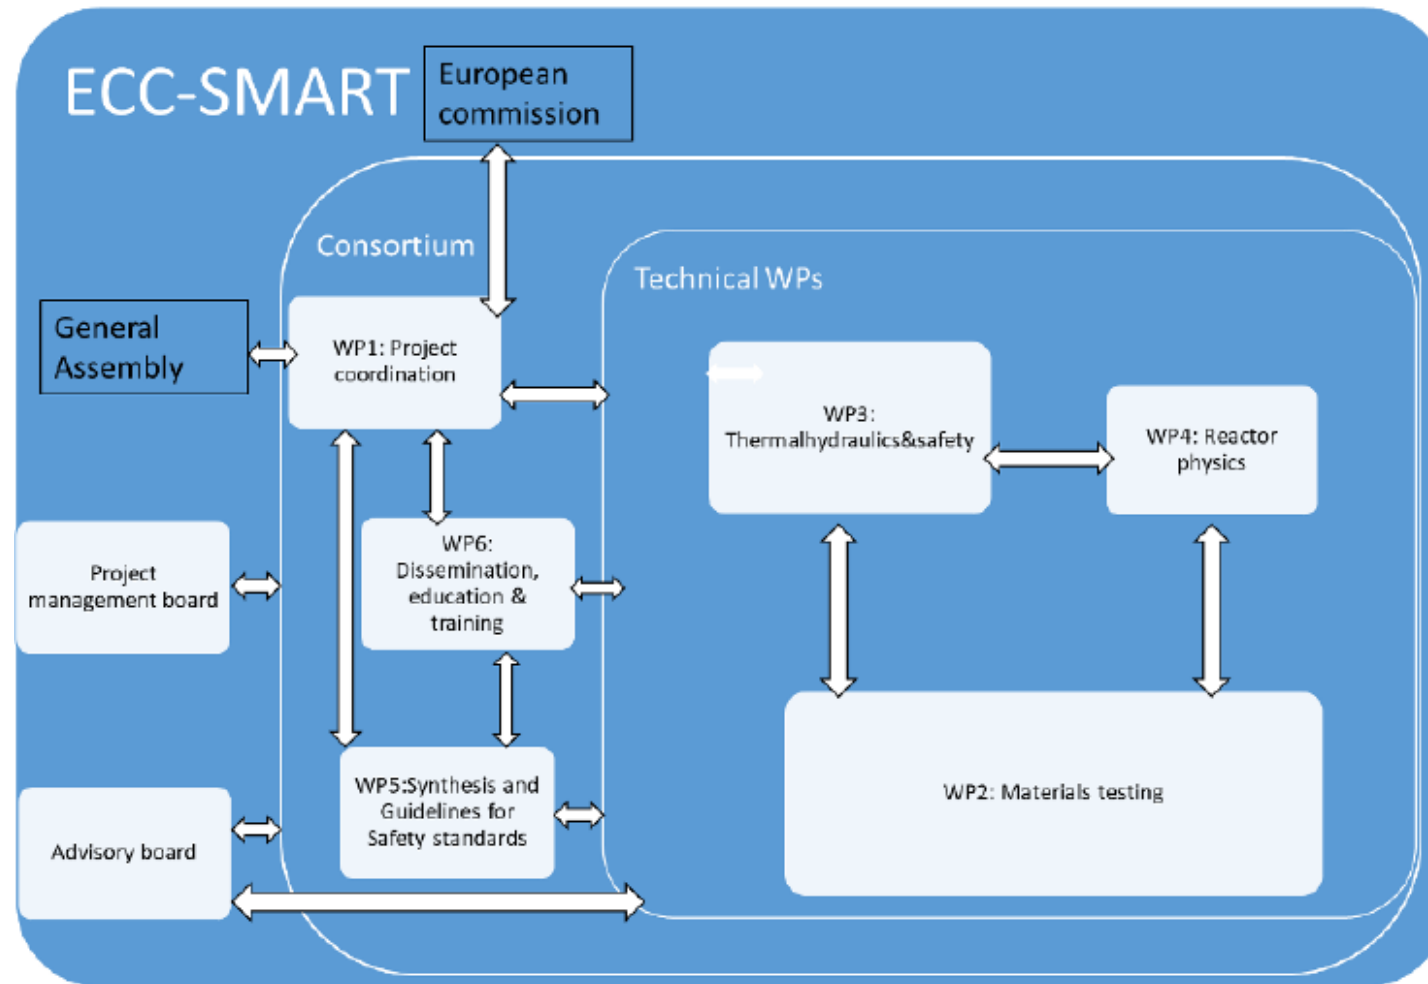 ECC-SMART
European
commission
Consortium
Technical WPs
General
Assembly
WP1: Project
coordination
WP3:
Thermalhydraulics&safety
WP4: Reactor
physics
Project
management board
WP6:
Dissemination,
education &
training
WP5:Synthesis and
Guidelines for
Safety standards
WP2: Materials testing
Advisory board